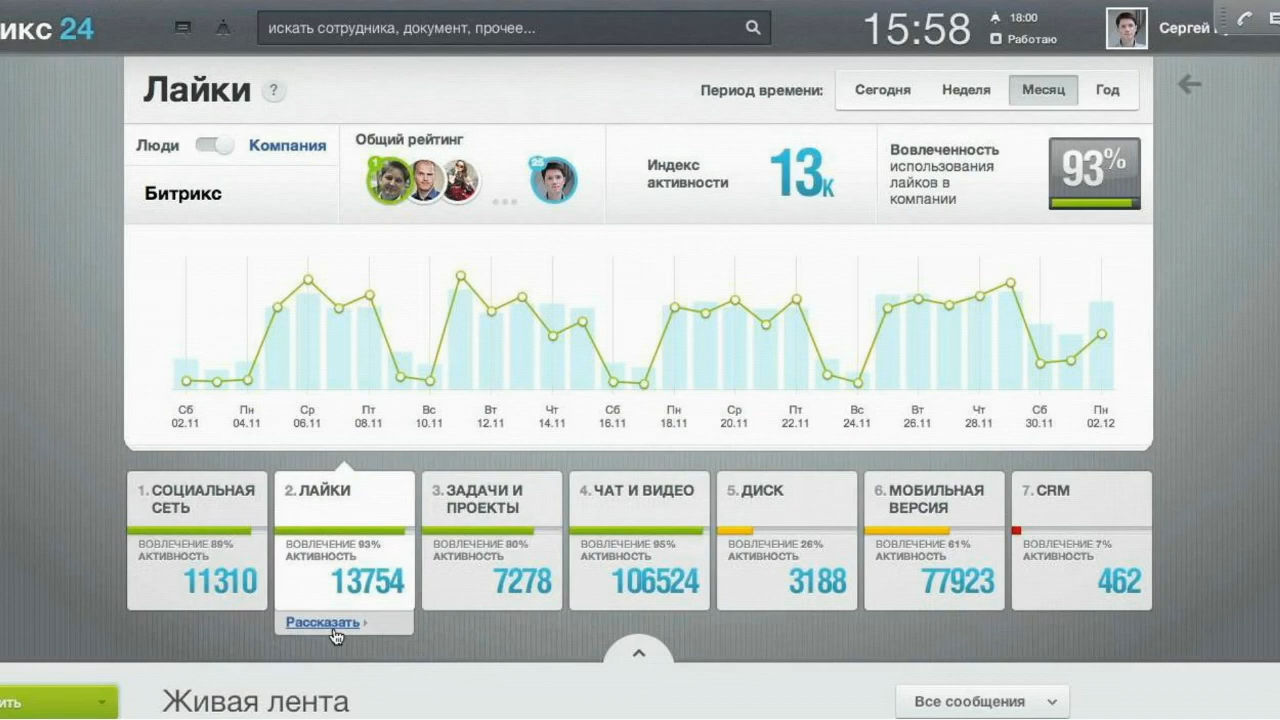 икс 24
искать сотрудника, документ, прочее...
15:58
18:00
Работаю
Сергей
Лайки ?
Период времени: Сегодня Неделя Месяц Год
Люди Компания
Битрикс
Общий рейтинг
1
25
Индекс
активности
13к
Вовлеченность
использования
лайков в
компании
93%
Сб Пн Ср Пт Вс Вт Чт Сб Пн Ср Пт Вс Вт Чт Сб Пн
02.11 04.11 06.11 08.11 10.11 12.11 14.11 16.11 18.11 20.11 22.11 24.11 26.11 28.11 30.11 02.12
1. СОЦИАЛЬНАЯ
СЕТЬ
ВОВЛЕЧЕНИЕ 89%
АКТИВНОСТЬ
11310
2. ЛАЙКИ
ВОВЛЕЧЕНИЕ 93%
АКТИВНОСТЬ
13754
Рассказать
3. ЗАДАЧИ И
ПРОЕКТЫ
ВОВЛЕЧЕНИЕ 80%
АКТИВНОСТЬ
7278
4. ЧАТ И ВИДЕО
ВОВЛЕЧЕНИЕ 95%
АКТИВНОСТЬ
106524
5. ДИСК
ВОВЛЕЧЕНИЕ 26%
АКТИВНОСТЬ
3188
6. МОБИЛЬНАЯ
ВЕРСИЯ
ВОВЛЕЧЕНИЕ 61%
АКТИВНОСТЬ
77923
7. CRM
ВОВЛЕЧЕНИЕ 7%
АКТИВНОСТЬ
462
ить
Живая лента
Все сообщения